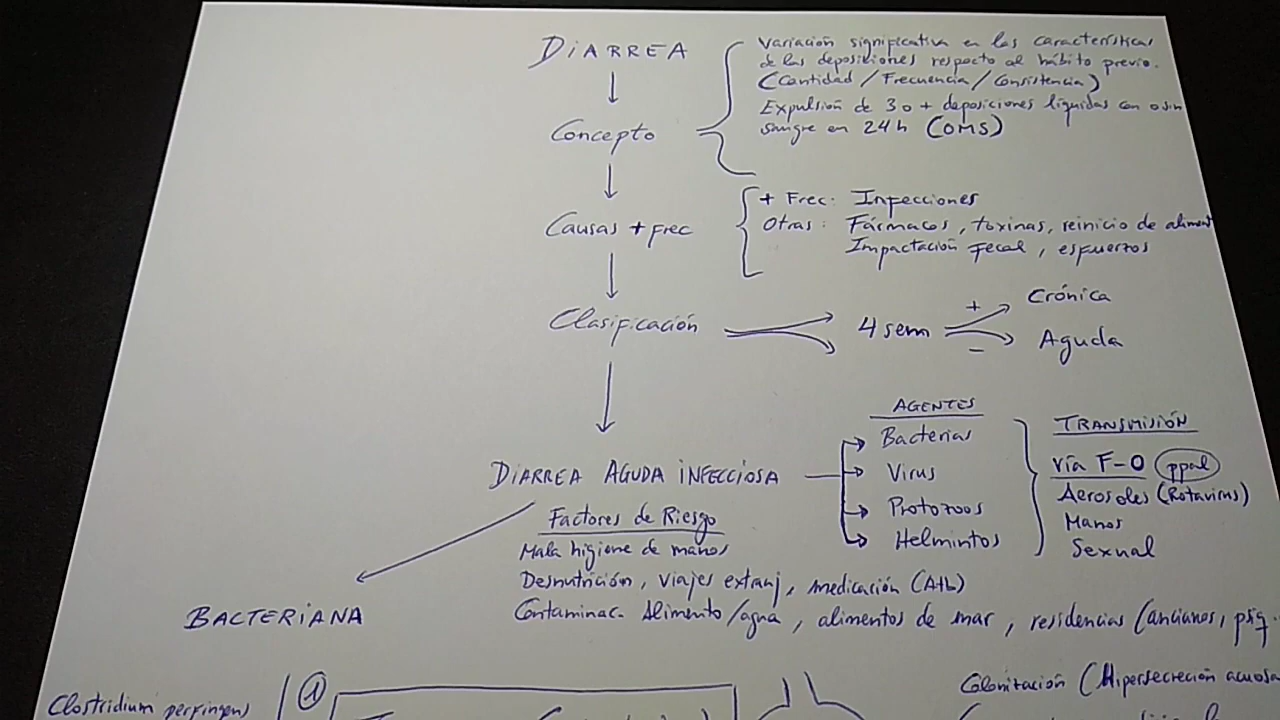 DIARREA
Variación significativa en las características
de las deposiciones respecto al hábito previo.
(Cantidad / Frecuencia / Consistencia)
Expulsión de 3 o + deposiciones líquidas con o sin
sangre en 24h (OMS)
Concepto
Causas + frec
+ Frec: Infecciones
Otras: Fármacos, toxinas, reinicio de aliment
Impactación Fecal, esfuerzos
Clasificación
4 sem
+
Crónica
-
Aguda
DIARREA AGUDA INFECCIOSA
AGENTES
Bacterias
Virus
Protozoos
Helmintos
TRANSMISIÓN
vía F-O ppal
Aerosoles (Rotavirus)
Manos
Sexual
Factores de Riesgo
Mala higiene de manos
Desnutrición, viajes extranj, medicación (Atb)
Contaminac. Alimento/agua, alimentos de mar, residencias (ancianos, psiq.
BACTERIANA
Clostridium perfingens
1
Colonización (Hipersecreción acuosa